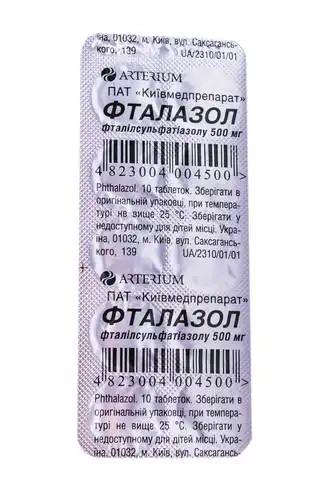 їна, 01032, м. Київ, вул. Саксагансь-
кого, 139 UA/2310/01/01
ARTERIUM
ПАТ «Київмедпрепарат»
ФТАЛАЗОЛ
фталілсульфатіазолу 500 мг
4 823004 004500 >
Phthalazol. 10 таблеток. Зберігати в
оригінальній упаковці, при темпера-
турі не вище 25 °С. Зберігати у
недоступному для дітей місці. Украї-
їна, 01032, м. Київ, вул. Саксагансь-
кого, 139 UA/2310/01/01
ARTERIUM
ПАТ «Київмедпрепарат»
ФТАЛАЗОЛ
фталілсульфатіазолу 500 мг
4 823004 004500 >
Phthalazol. 10 таблеток. Зберігати в
оригінальній упаковці, при темпера-
турі не вище 25 °С. Зберігати у
недоступному для дітей місці. Укра-
їна, 01032, м. Київ, вул. Саксагансь-
кого, 139